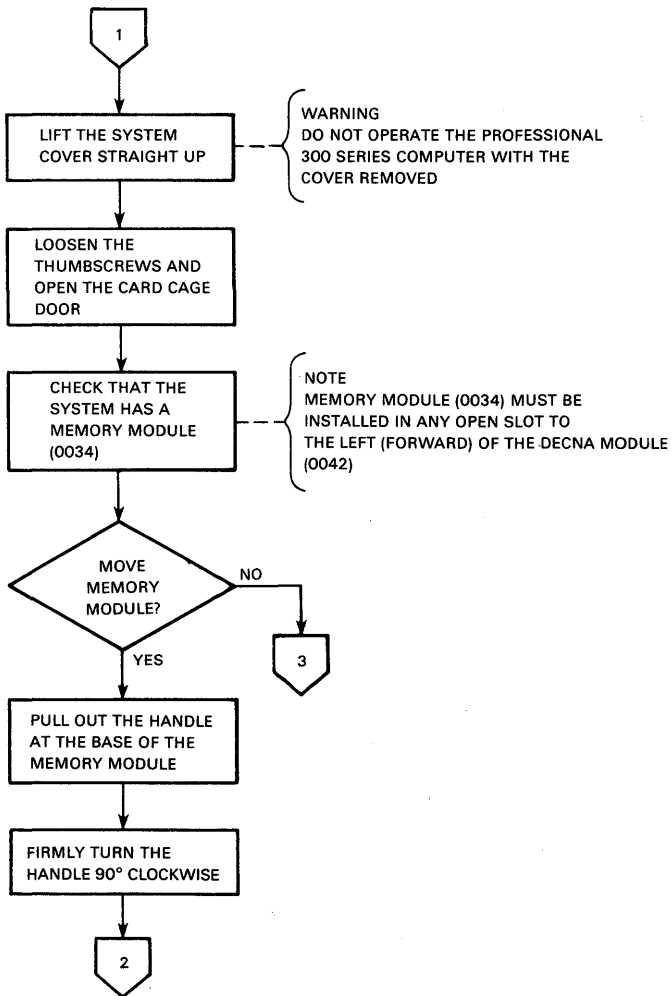 1
LIFT THE SYSTEM
COVER STRAIGHT UP
WARNING
DO NOT OPERATE THE PROFESSIONAL
300 SERIES COMPUTER WITH THE
COVER REMOVED
LOOSEN THE
THUMBSCREWS AND
OPEN THE CARD CAGE
DOOR
CHECK THAT THE
SYSTEM HAS A
MEMORY MODULE
(0034)
NOTE
MEMORY MODULE (0034) MUST BE
INSTALLED IN ANY OPEN SLOT TO
THE LEFT (FORWARD) OF THE DECNA MODULE
(0042)
MOVE
MEMORY
MODULE?
NO
3
YES
PULL OUT THE HANDLE
AT THE BASE OF THE
MEMORY MODULE
FIRMLY TURN THE
HANDLE 90° CLOCKWISE
2